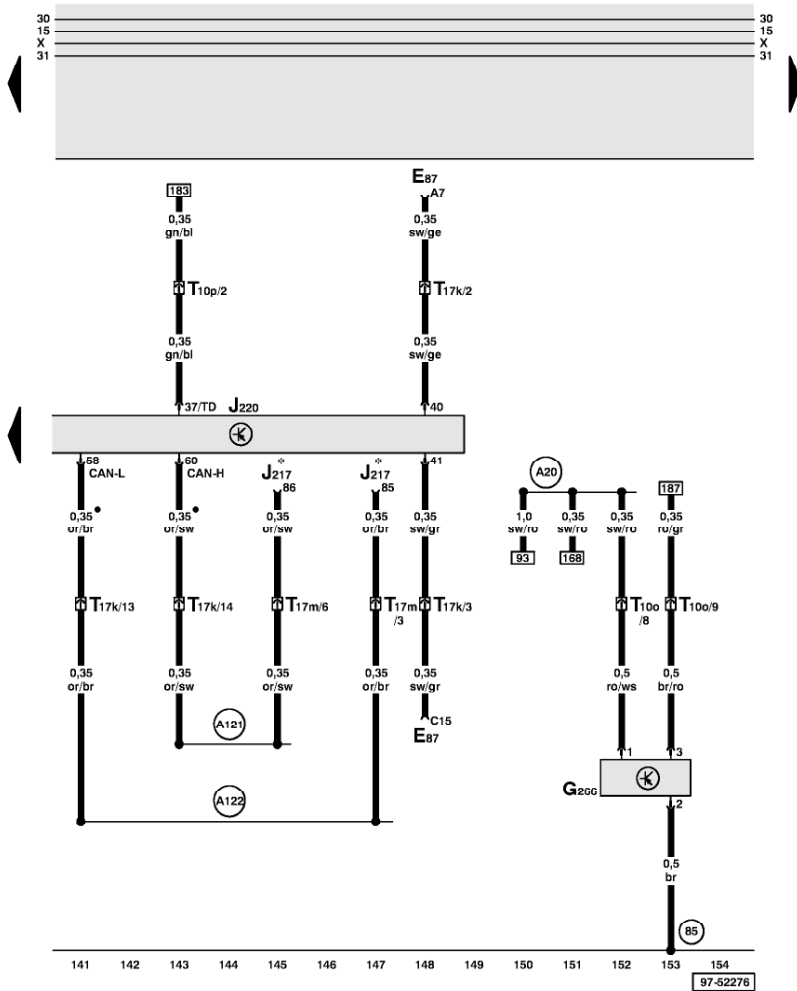 30 30
15 15
X X
31 31
183
E87
A7
0,35
gn/bl
0,35
sw/ge
T10p/2
T17k/2
0,35
gn/bl
0,35
sw/ge
37/TD
J220
40
58
CAN-L
60
CAN-H
*
J217
86
*
J217
85
41
A20
187
0,35
or/br
0,35
or/sw
0,35
or/sw
0,35
or/br
0,35
sw/gr
1,0
sw/ro
0,35
sw/ro
0,35
sw/ro
0,35
ro/gr
93
168
T17k/13
T17k/14
T17m/6
T17m
/3
T17k/3
T10o
/8
T10o/9
0,35
or/br
0,35
or/sw
0,35
or/sw
0,35
or/br
0,35
sw/gr
0,5
ro/ws
0,5
br/ro
C15
E87
A121
1
3
G266
A122
2
0,5
br
85
141 142 143 144 145 146 147 148 149 150 151 152 153 154
97-52276